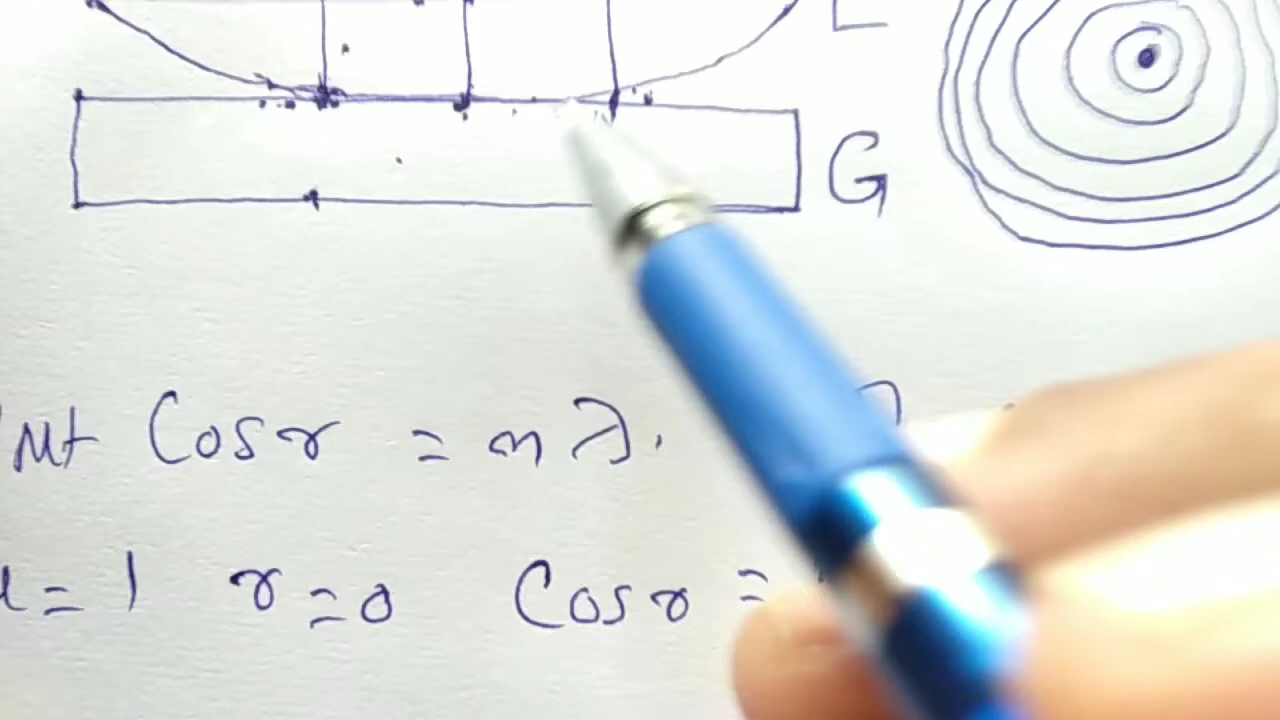 L
G
μt Cos r = n λ.
μ = 1 r = 0 Cos r =